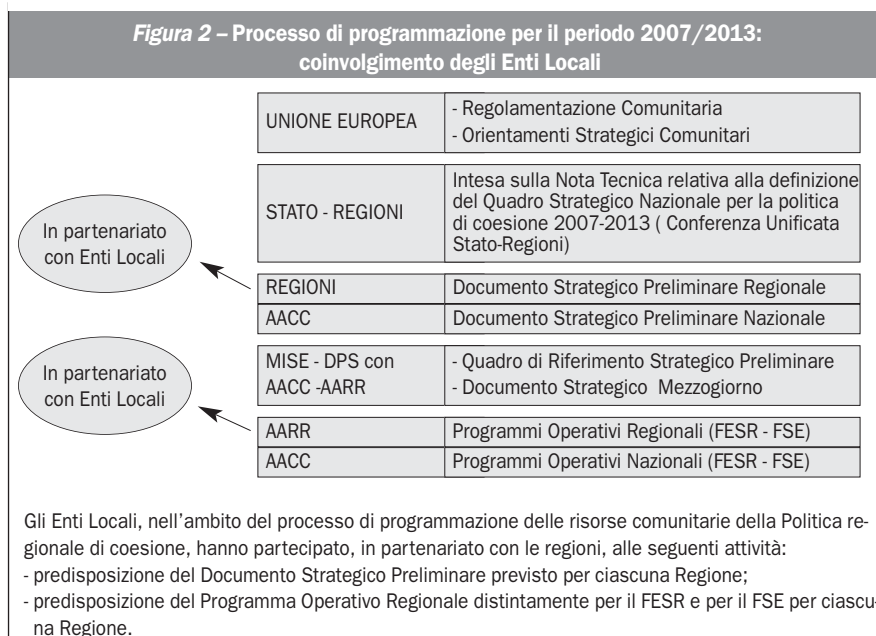 Figura 2 – Processo di programmazione per il periodo 2007/2013:
coinvolgimento degli Enti Locali
UNIONE EUROPEA
- Regolamentazione Comunitaria
- Orientamenti Strategici Comunitari
STATO - REGIONI
Intesa sulla Nota Tecnica relativa alla definizione
del Quadro Strategico Nazionale per la politica
di coesione 2007-2013 ( Conferenza Unificata
Stato-Regioni)
In partenariato
con Enti Locali
REGIONI
Documento Strategico Preliminare Regionale
AACC
Documento Strategico Preliminare Nazionale
In partenariato
con Enti Locali
MISE - DPS con
AACC -AARR
- Quadro di Riferimento Strategico Preliminare
- Documento Strategico Mezzogiorno
AARR
Programmi Operativi Regionali (FESR - FSE)
AACC
Programmi Operativi Nazionali (FESR - FSE)
Gli Enti Locali, nell'ambito del processo di programmazione delle risorse comunitarie della Politica re-
gionale di coesione, hanno partecipato, in partenariato con le regioni, alle seguenti attività:
- predisposizione del Documento Strategico Preliminare previsto per ciascuna Regione;
- predisposizione del Programma Operativo Regionale distintamente per il FESR e per il FSE per ciascu-
na Regione.